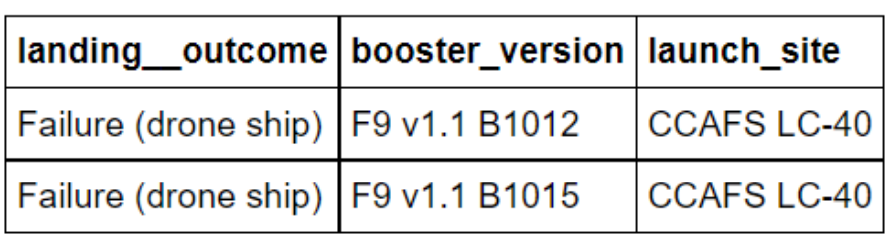 landing__outcome booster_version launch_site
Failure (drone ship) F9 v1.1 B1012 CCAFS LC-40
Failure (drone ship) F9 v1.1 B1015 CCAFS LC-40